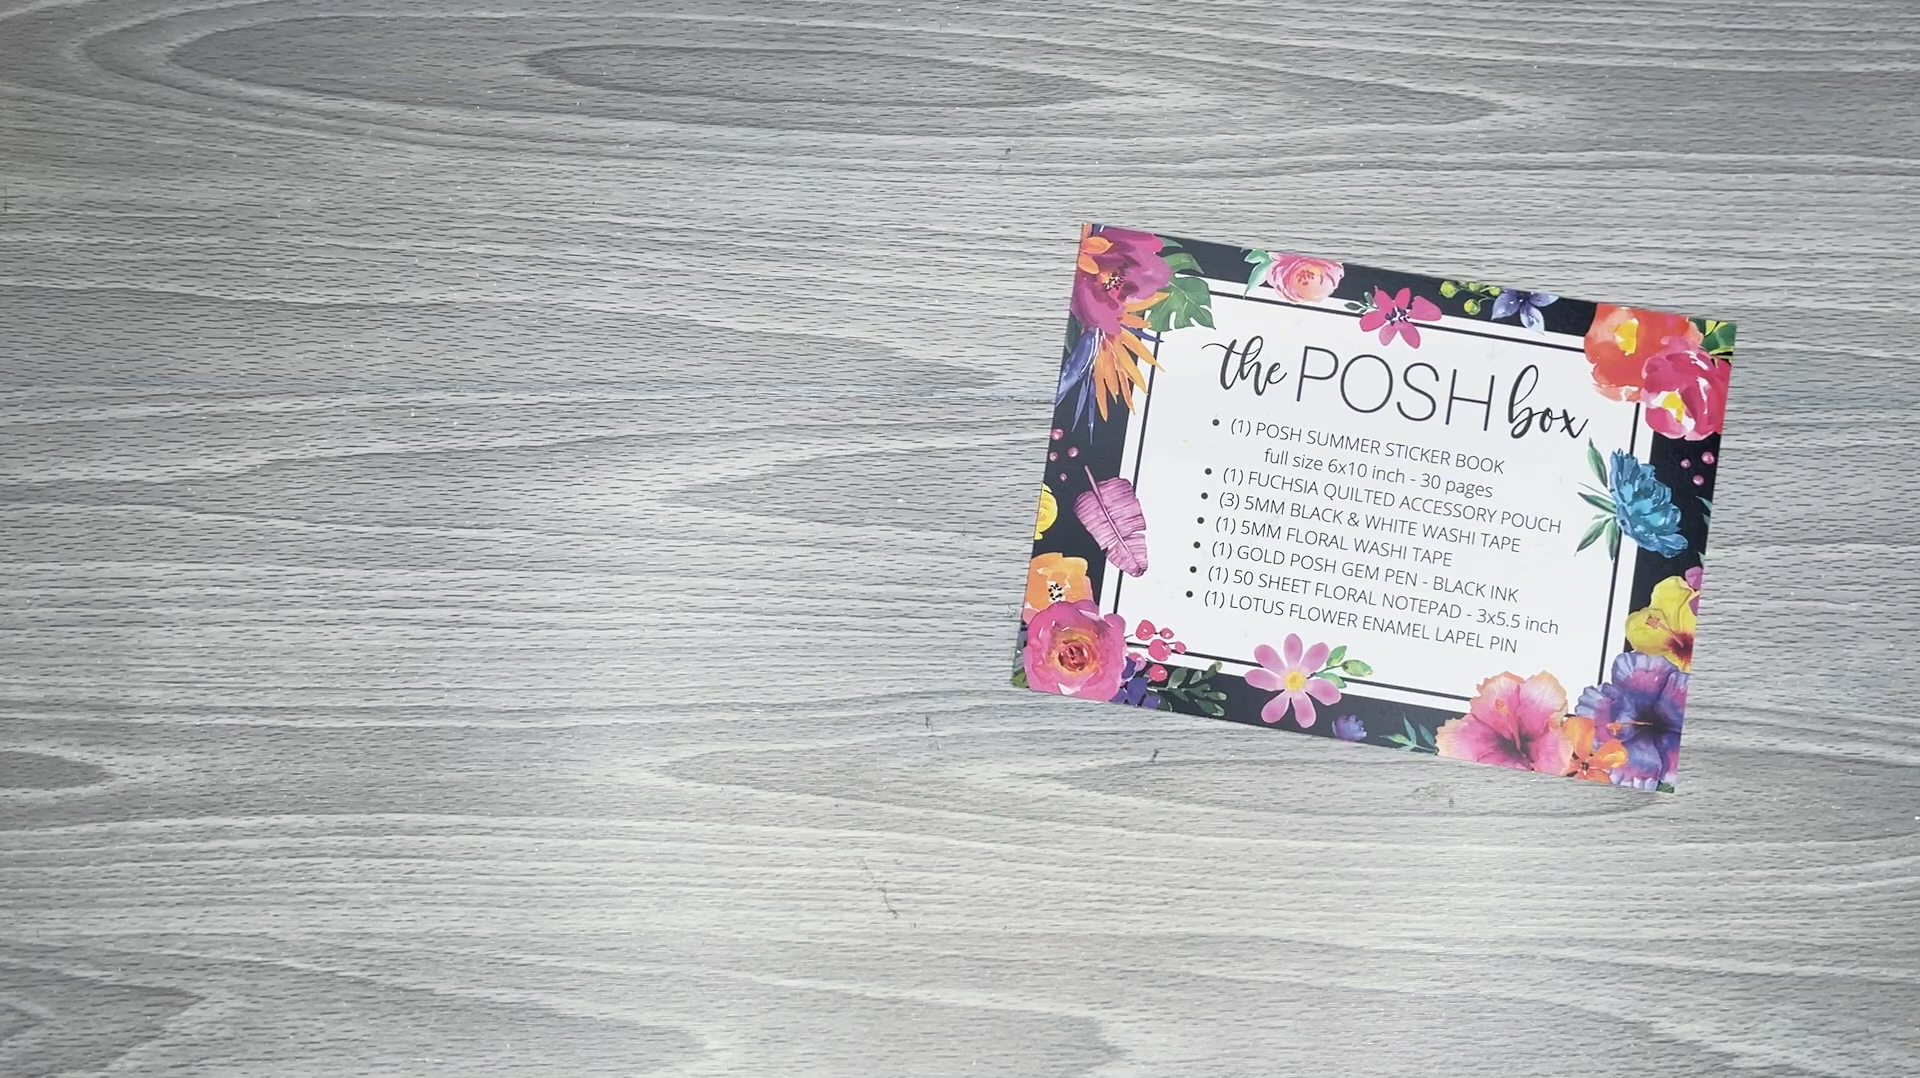 the POSH box
• (1) POSH SUMMER STICKER BOOK
full size 6x10 inch - 30 pages
• (1) FUCHSIA QUILTED ACCESSORY POUCH
• (3) 5MM BLACK & WHITE WASHI TAPE
• (1) 5MM FLORAL WASHI TAPE
• (1) GOLD POSH GEM PEN - BLACK INK
• (1) 50 SHEET FLORAL NOTEPAD - 3x5.5 inch
• (1) LOTUS FLOWER ENAMEL LAPEL PIN